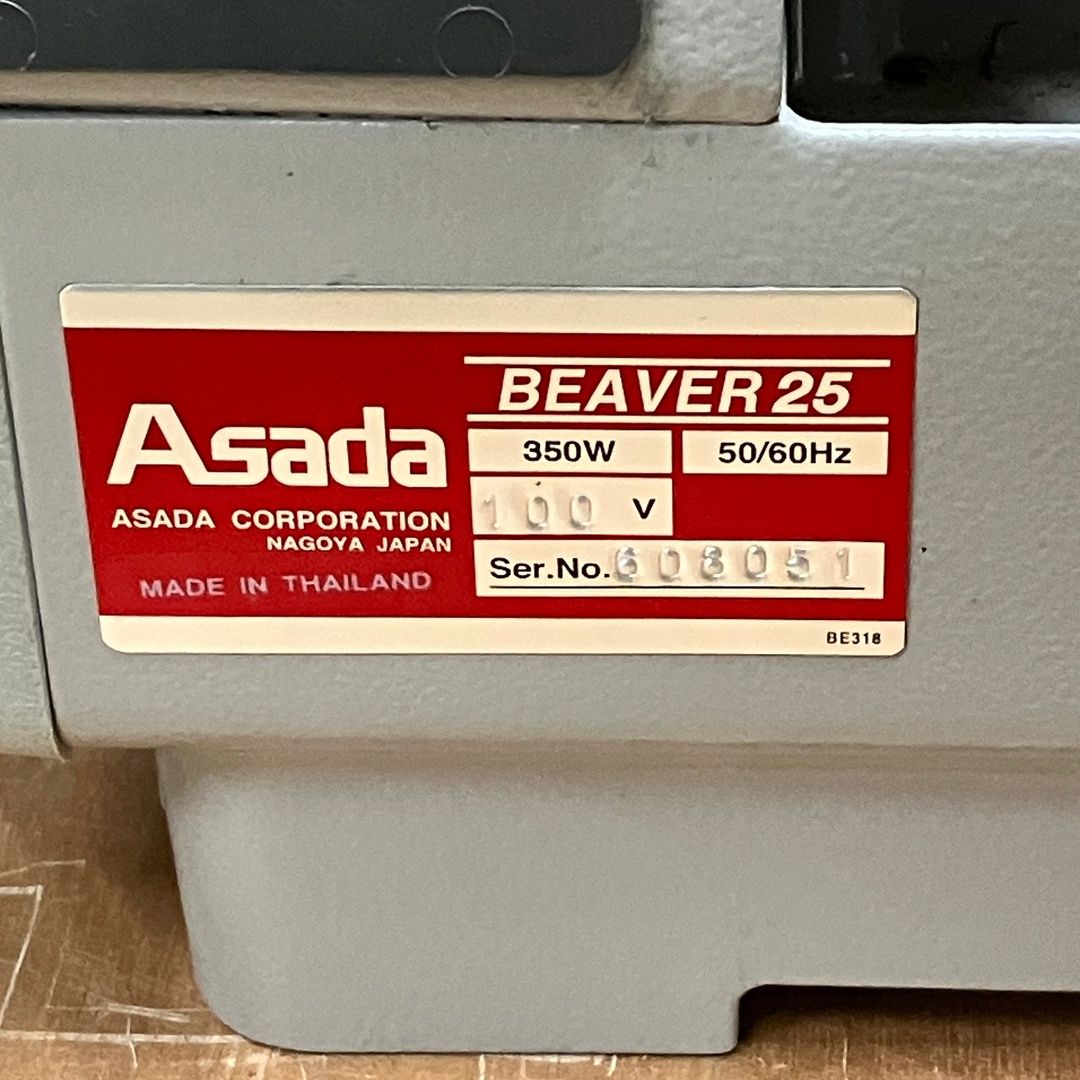 Asada
ASADA CORPORATION
NAGOYA JAPAN
MADE IN THAILAND
BEAVER 25
350W 50/60Hz
100 V
Ser.No. 608051
BE318